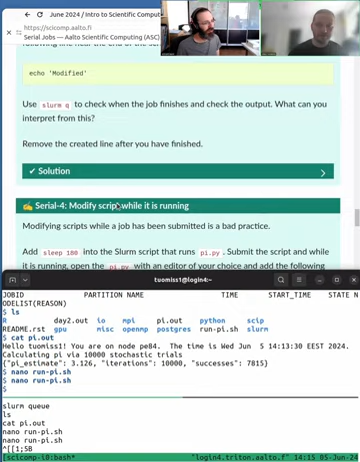 June 2024 / Intro to Scientific Comput
https://scicomp.aalto.fi
Serial Jobs — Aalto Scientific Computing (ASC)
echo 'Modified'
Use slurm q to check when the job finishes and check the output. What can you
interpret from this?
Remove the created line after you have finished.
✔ Solution
✍ Serial-4: Modify script while it is running
Modifying scripts while a job has been submitted is a bad practice.
Add sleep 180 into the Slurm script that runs pi.py. Submit the script and while
it is running, open the pi.py with an editor of your choice and add the following
tuomiss1@login4:~
JOBID PARTITION NAME TIME START_TIME STATE N
ODELIST(REASON)
$ ls
R day2.out io mpi pi.out python scip
README.rst gpu misc openmp postgres run-pi.sh slurm
$ cat pi.out
Hello tuomiss1! You are on node pe84. The time is Wed Jun 5 14:13:30 EEST 2024.
Calculating pi via 10000 stochastic trials
{"pi_estimate": 3.126, "iterations": 10000, "successes": 7815}
$ nano run-pi.sh
$ nano run-pi.sh
$
slurm queue
ls
cat pi.out
nano run-pi.sh
nano run-pi.sh
^[[1;5B
[scicomp-i0:bash* "login4.triton.aalto.f" 14:15 05-Jun-24